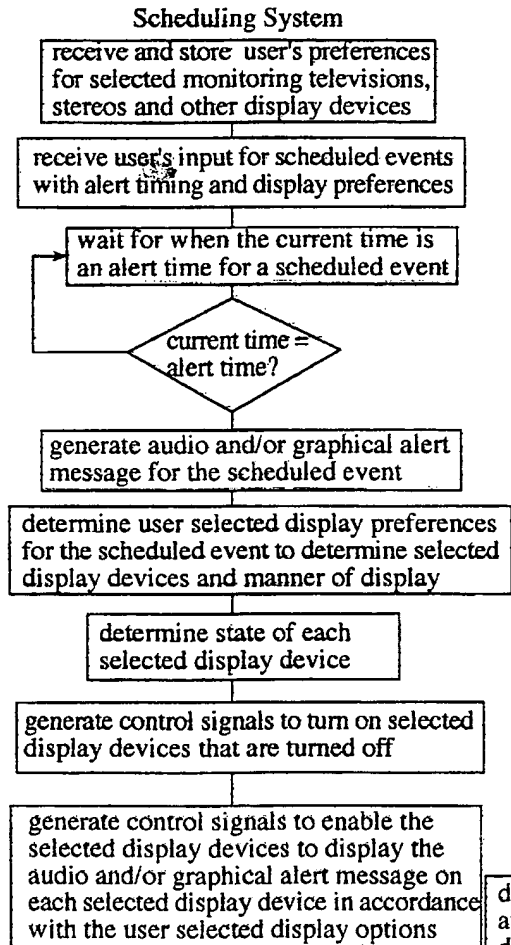 Scheduling System
receive and store user's preferences
for selected monitoring televisions,
stereos and other display devices
receive user's input for scheduled events
with alert timing and display preferences
wait for when the current time is
an alert time for a scheduled event
current time =
alert time?
generate audio and/or graphical alert
message for the scheduled event
determine user selected display preferences
for the scheduled event to determine selected
display devices and manner of display
determine state of each
selected display device
generate control signals to turn on selected
display devices that are turned off
generate control signals to enable the
selected display devices to display the
audio and/or graphical alert message on
each selected display device in accordance
with the user selected display options